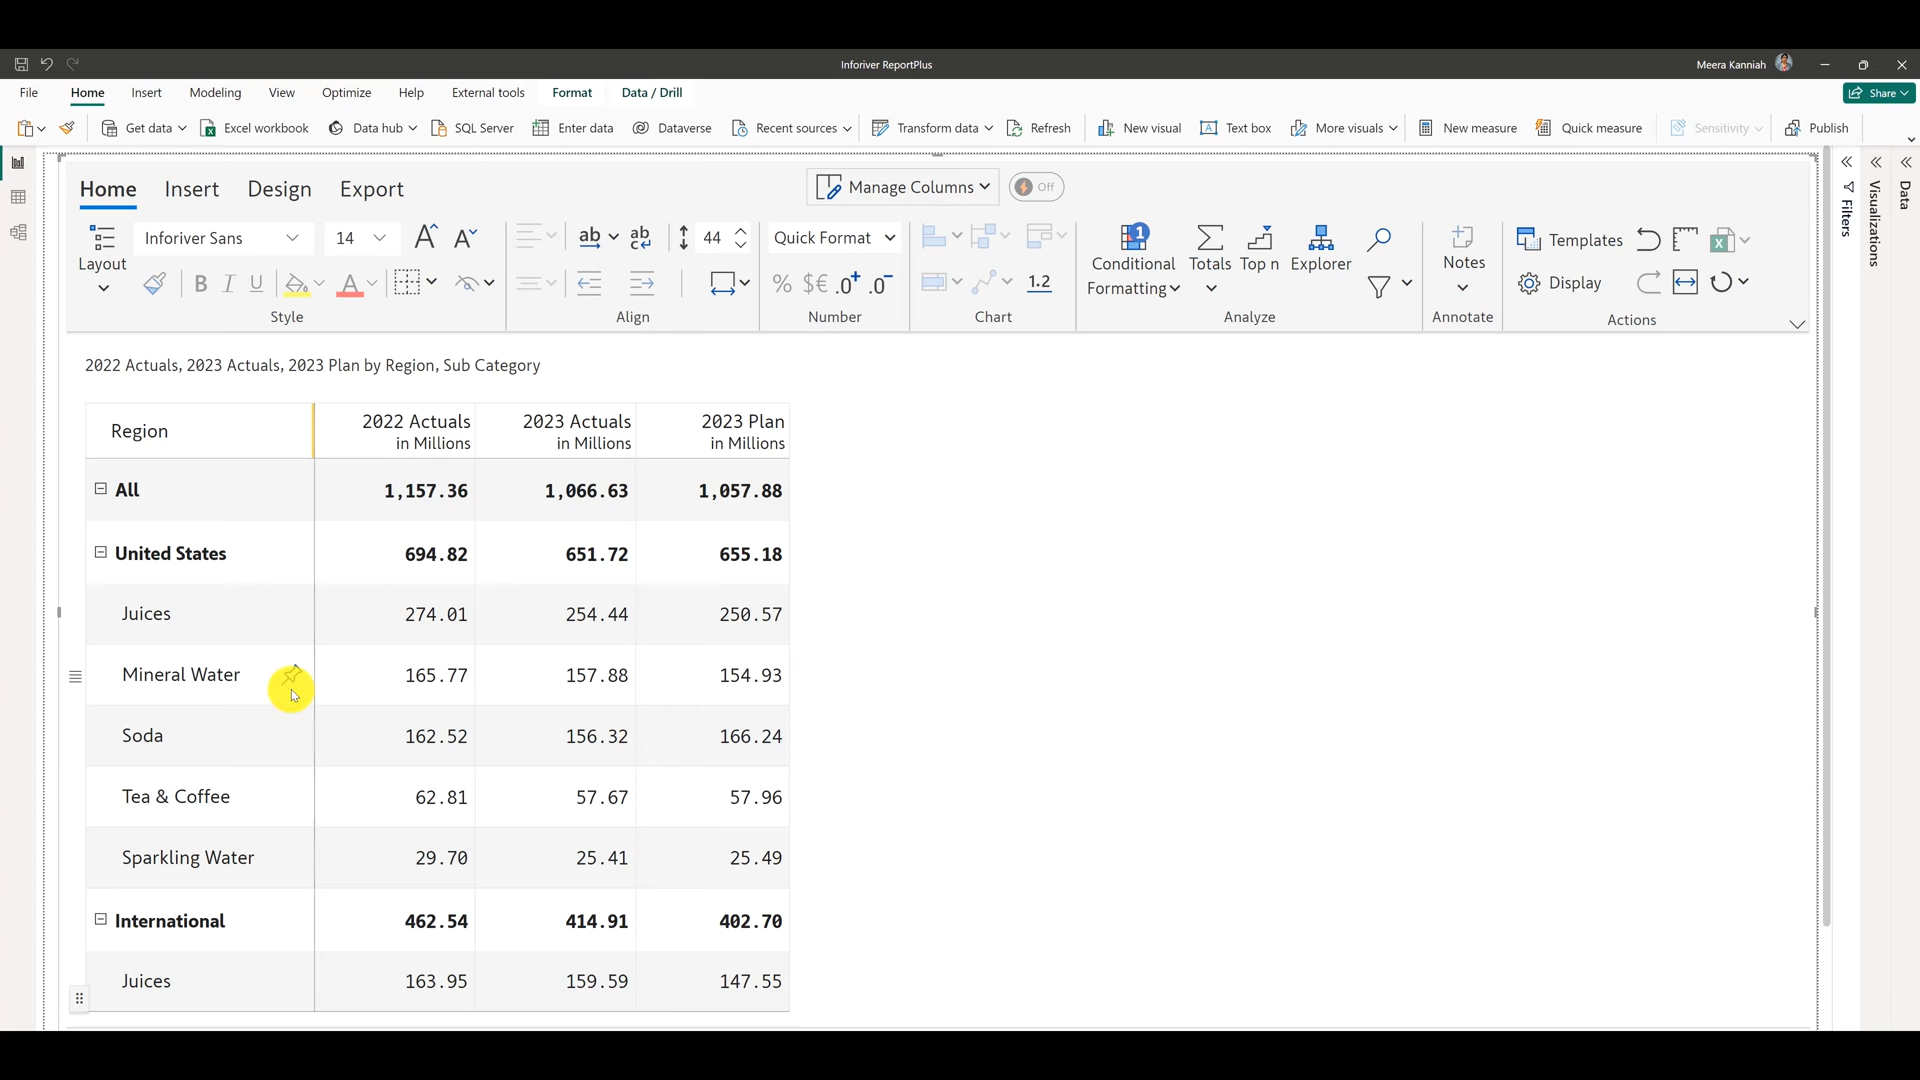 Inforiver ReportPlus
Meera Kanniah
File Home Insert Modeling View Optimize Help External tools Format Data / Drill
Share
Get data Excel workbook Data hub SQL Server Enter data Dataverse Recent sources Transform data Refresh New visual Text box More visuals New measure Quick measure Sensitivity Publish
Home Insert Design Export
Manage Columns Off
Layout
Inforiver Sans 14
B I U A
Style
ab ab c 44
Align
Quick Format
% $€ .0+ .0-
Number
1.2
Chart
1
Conditional Formatting
Totals Top n Explorer
Analyze
Notes
Annotate
Templates
Display
Actions
Filters
Visualizations
Data
2022 Actuals, 2023 Actuals, 2023 Plan by Region, Sub Category
Region 2022 Actuals in Millions 2023 Actuals in Millions 2023 Plan in Millions
All 1,157.36 1,066.63 1,057.88
United States 694.82 651.72 655.18
Juices 274.01 254.44 250.57
Mineral Water 165.77 157.88 154.93
Soda 162.52 156.32 166.24
Tea & Coffee 62.81 57.67 57.96
Sparkling Water 29.70 25.41 25.49
International 462.54 414.91 402.70
Juices 163.95 159.59 147.55